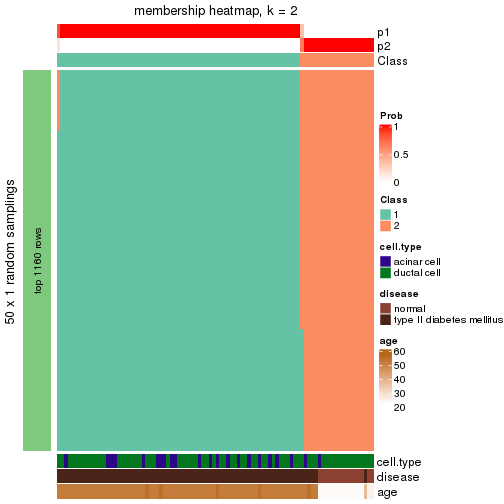 membership heatmap, k = 2
p1
p2
Class
50 x 1 random samplings
top 1160 rows
Prob
1
0.5
0
Class
1
2
cell.type
acinar cell
ductal cell
disease
normal
type II diabetes mellitus
age
60
50
40
30
20
cell.type
disease
age